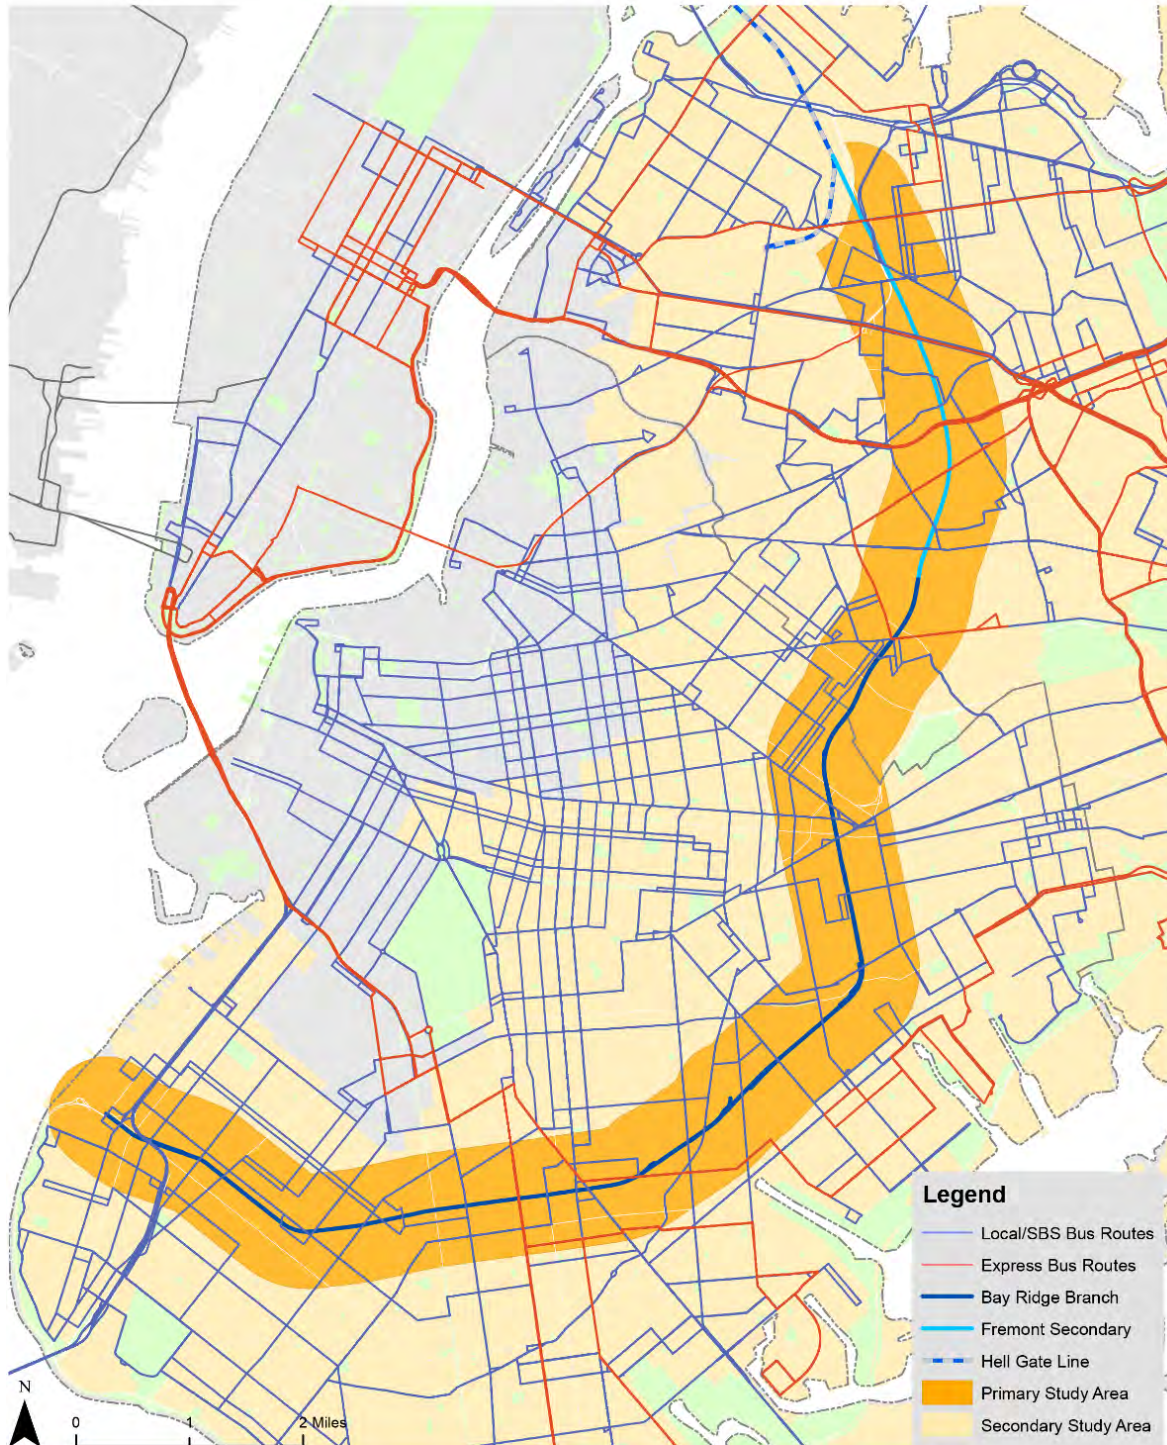 Legend
Local/SBS Bus Routes
Express Bus Routes
Bay Ridge Branch
Fremont Secondary
Hell Gate Line
Primary Study Area
Secondary Study Area
N
0 1 2 Miles